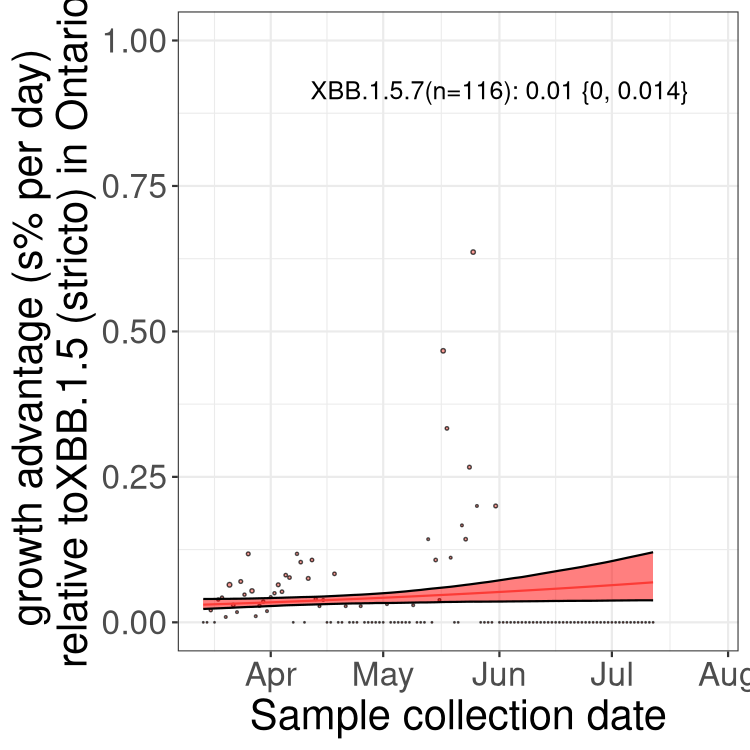 growth advantage (s% per day)
relative toXBB.1.5 (stricto) in Ontario
1.00
0.75
0.50
0.25
0.00
XBB.1.5.7(n=116): 0.01 {0, 0.014}
Apr May Jun Jul Aug
Sample collection date